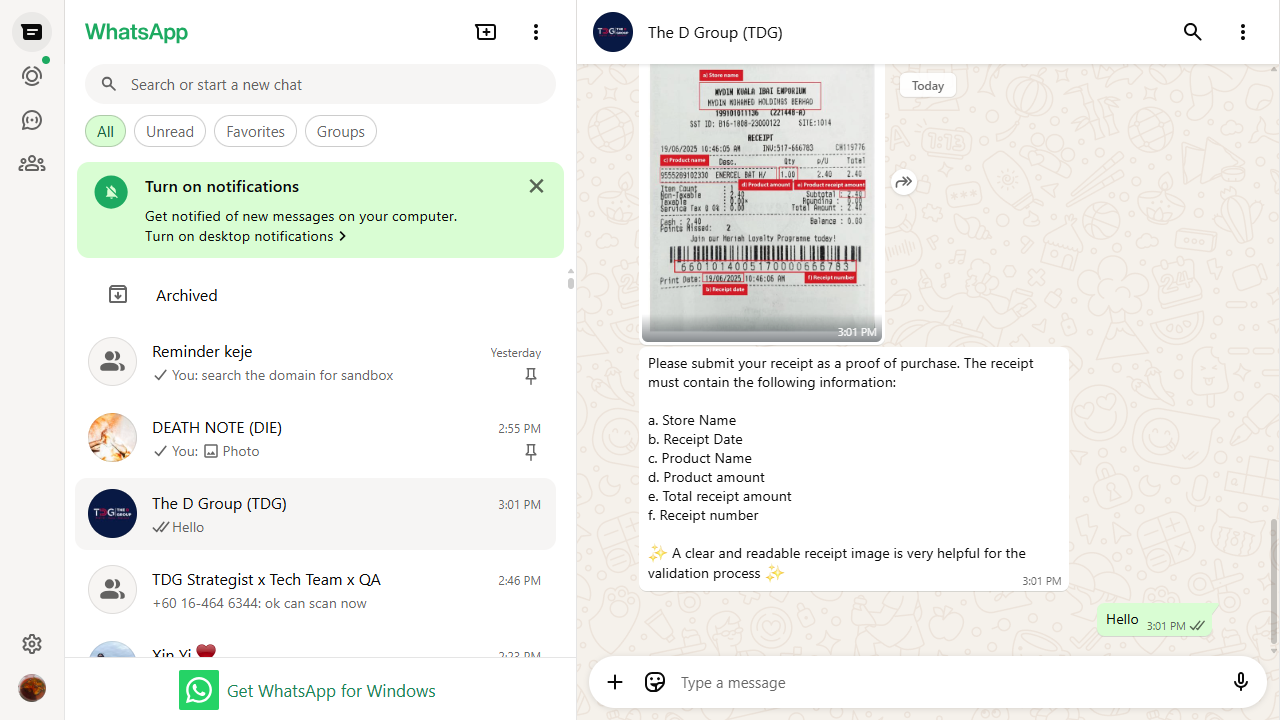 WhatsApp
Search or start a new chat
All
Unread
Favorites
Groups
Turn on notifications
Get notified of new messages on your computer.
Turn on desktop notifications
Archived
Reminder keje
Yesterday
You: search the domain for sandbox
DEATH NOTE (DIE)
2:55 PM
You: Photo
The D Group (TDG)
3:01 PM
Hello
TDG Strategist x Tech Team x QA
2:46 PM
+60 16-464 6344: ok can scan now
Xin Yi ❤️
2:23 PM
Get WhatsApp for Windows
The D Group (TDG)
Today
a) Store name
MYDIN KUALA IBAI EMPORIUM
MYDIN MOHAMED HOLDINGS BERHAD
199101011136 (221448-A)
SST ID: B16-1808-23000122 SITE:1014
RECEIPT
19/06/2025 10:46:05 AM INV:517-666783 CH119776
c) Product name
Desc. Qty P/U Total
9555289102330 ENERCEL BAT H/ 1.00 2.40 2.40
d) Product amount
e) Product receipt amount
Item Count : 1
Non-Taxable : 2.40
Subtotal : 2.40
Taxable : 0.00*
Rounding : 0.00
Service Tax @ 0% : 0.00
Total Amount : 2.40
Cash : 2.40
Balance : 0.00
Points Missed: 2
Join our Meriah Loyalty Programme today!
6601014005170000666783
Print Date: 19/06/2025 10:46:06 AM
f) Receipt number
b) Receipt date
3:01 PM
Please submit your receipt as a proof of purchase. The receipt
must contain the following information:
a. Store Name
b. Receipt Date
c. Product Name
d. Product amount
e. Total receipt amount
f. Receipt number
✨ A clear and readable receipt image is very helpful for the
validation process ✨
3:01 PM
Hello
3:01 PM
Type a message